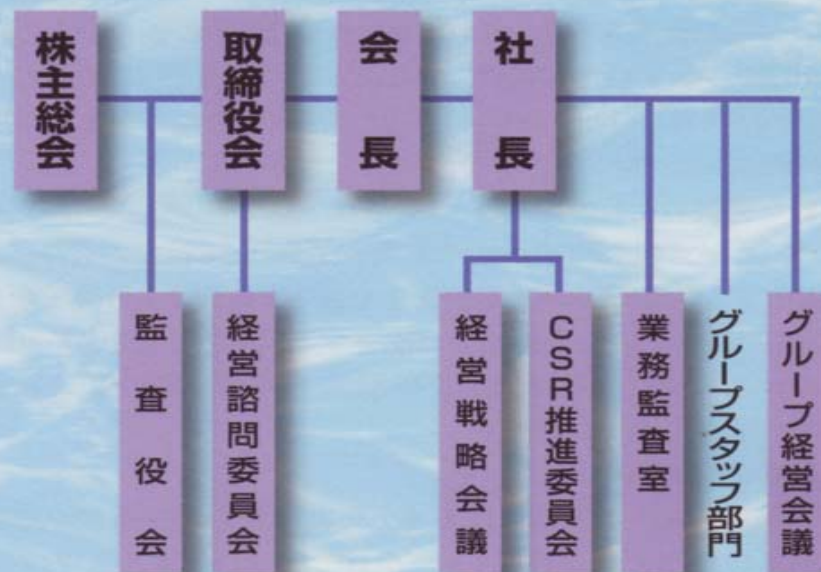 株主総会
取締役会
会長
社長
監査役会
経営諮問委員会
経営戦略会議
CSR推進委員会
業務監査室
グループスタッフ部門
グループ経営会議